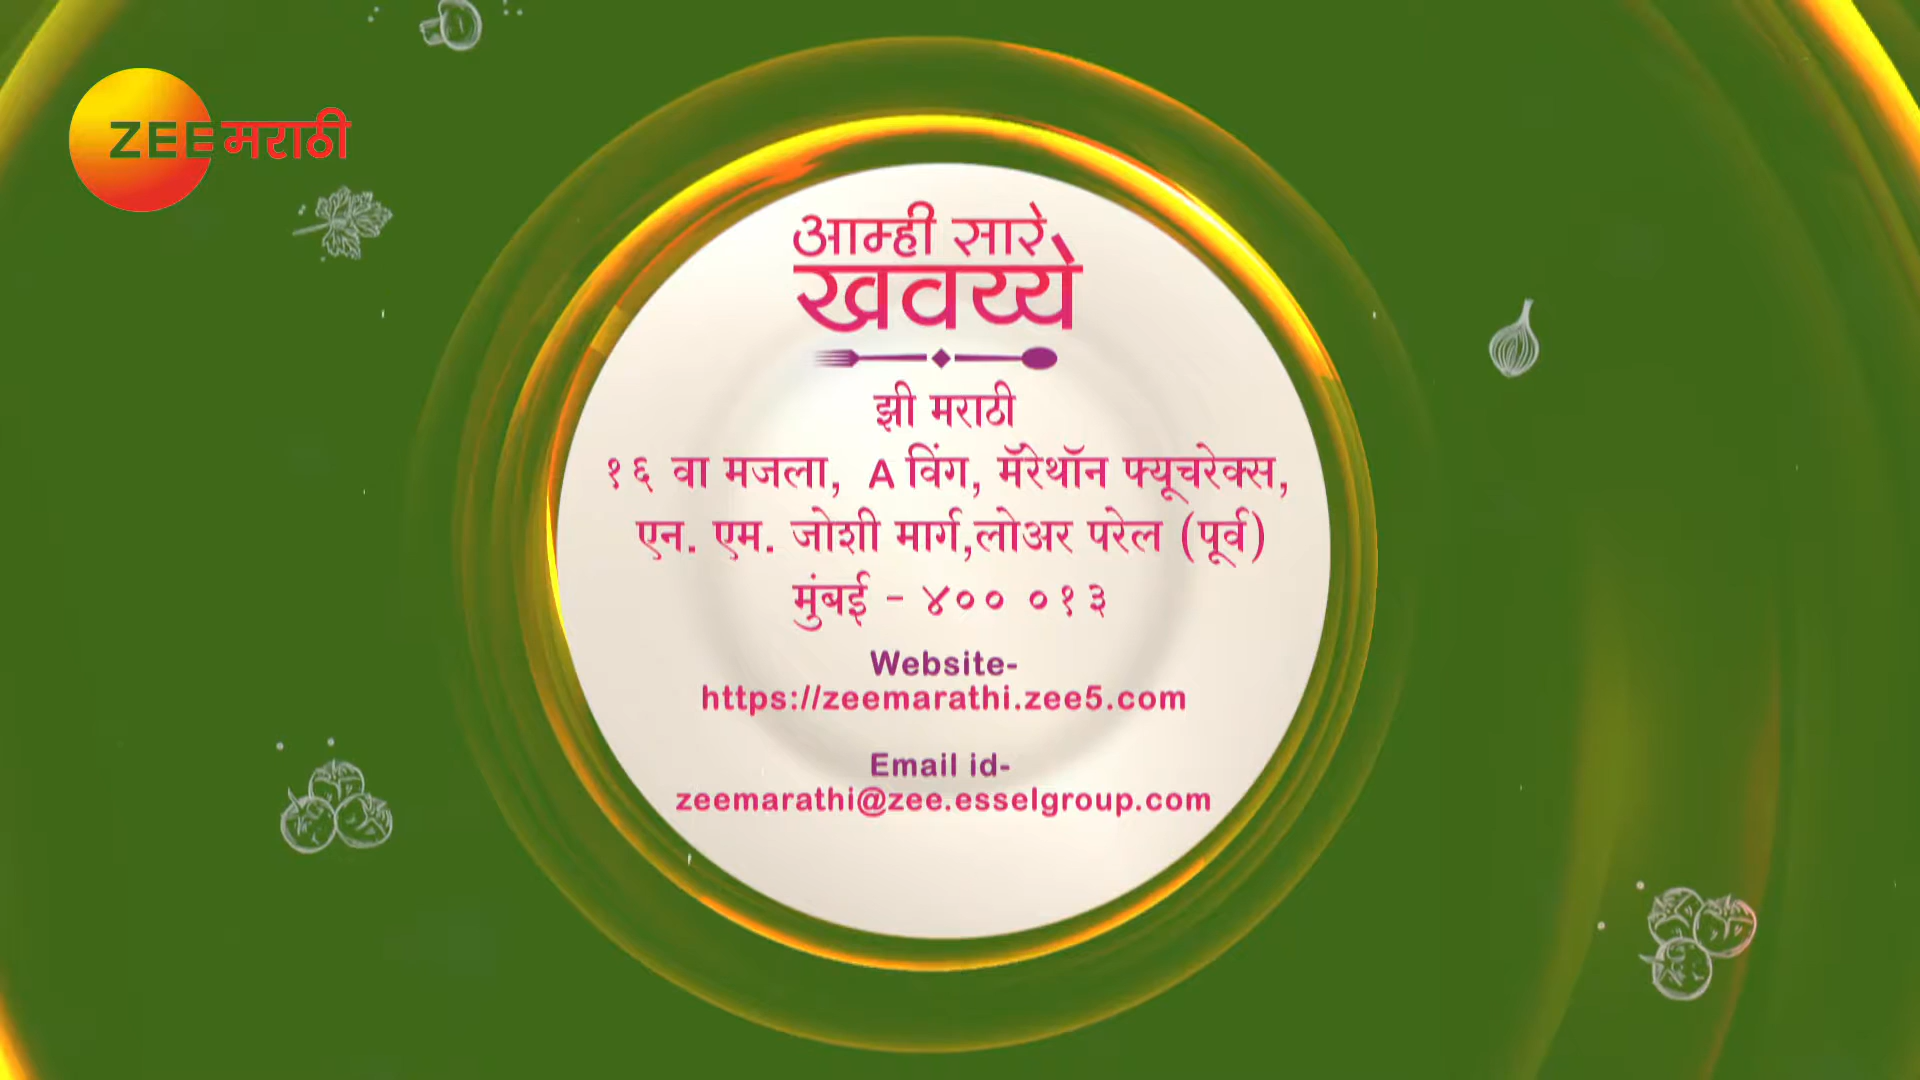 ZEE मराठी
आम्ही सारे
खवय्ये
झी मराठी
१६ वा मजला, A विंग, मॅरेथॉन फ्यूचरेक्स,
एन. एम. जोशी मार्ग,लोअर परेल (पूर्व)
मुंबई - ४०० ०१३
Website-
https://zeemarathi.zee5.com
Email id-
zeemarathi@zee.esselgroup.com